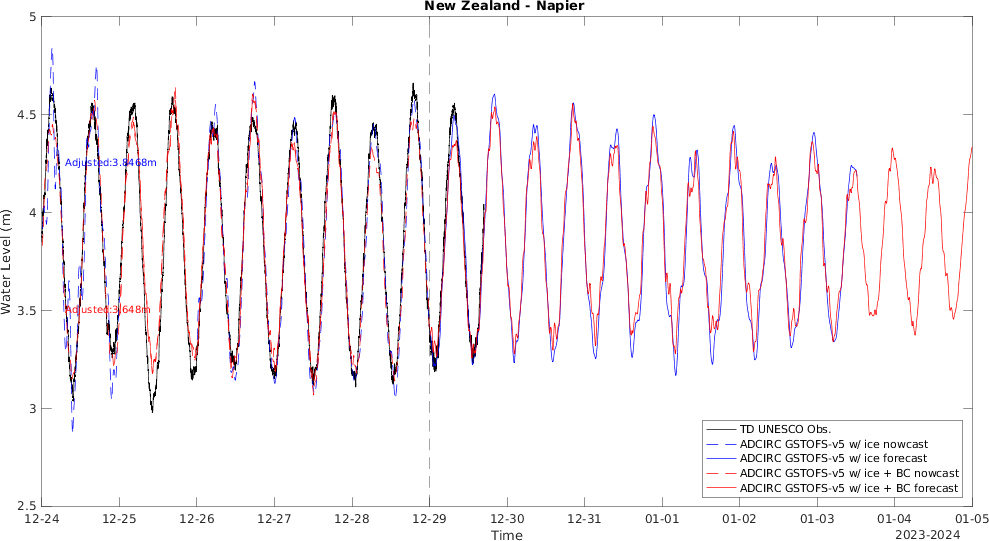 New Zealand - Napier
Water Level (m)
5
4.5
4
3.5
3
2.5
Adjusted:3.8468m
Adjusted:3.648m
TD UNESCO Obs.
ADCIRC GSTOFS-v5 w/ ice nowcast
ADCIRC GSTOFS-v5 w/ ice forecast
ADCIRC GSTOFS-v5 w/ ice + BC nowcast
ADCIRC GSTOFS-v5 w/ ice + BC forecast
12-24 12-25 12-26 12-27 12-28 12-29 12-30 12-31 01-01 01-02 01-03 01-04 01-05
Time
2023-2024